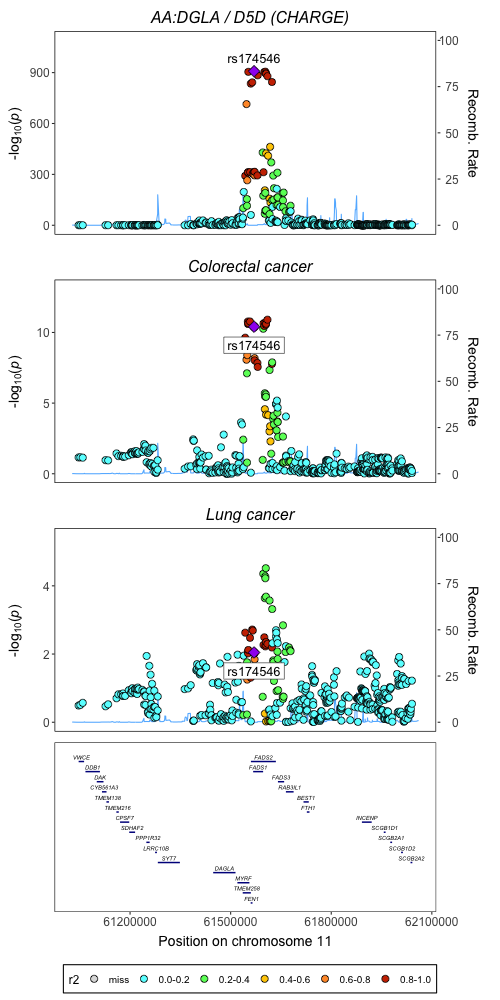 AA:DGLA / D5D (CHARGE)
rs174546
-log10(p)
Recomb. Rate
0 300 600 900
0 25 50 75 100
Colorectal cancer
rs174546
-log10(p)
Recomb. Rate
0 5 10
0 25 50 75 100
Lung cancer
rs174546
-log10(p)
Recomb. Rate
0 2 4
0 25 50 75 100
VWCE FADS2
DDB1 FADS1
DAK FADS3
CYB561A3 RAB3IL1
TMEM138 BEST1
TMEM216 FTH1
CPSF7 INCENP
SDHAF2 SCGB1D1
PPP1R32 SCGB2A1
LRRC10B SCGB1D2
SYT7 SCGB2A2
DAGLA
MYRF
TMEM258
FEN1
61200000 61500000 61800000 62100000
Position on chromosome 11
r2 miss 0.0-0.2 0.2-0.4 0.4-0.6 0.6-0.8 0.8-1.0